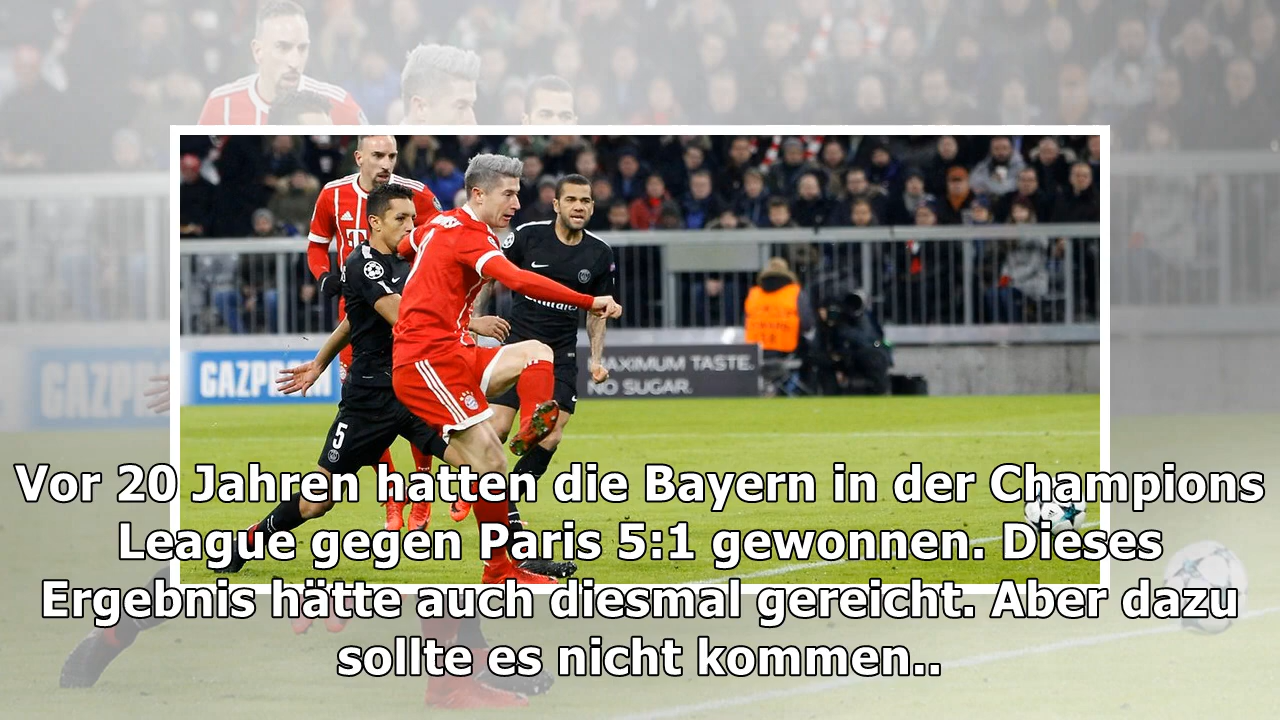 GAZPROM
MAXIMUM TASTE.
NO SUGAR.
5
Vor 20 Jahren hatten die Bayern in der Champions
League gegen Paris 5:1 gewonnen. Dieses
Ergebnis hätte auch diesmal gereicht. Aber dazu
sollte es nicht kommen..